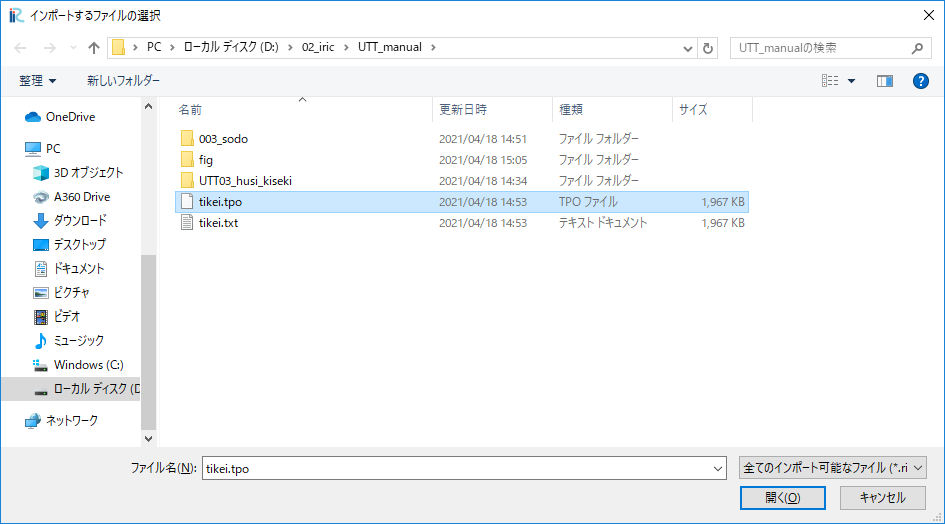 インポートするファイルの選択
PC > ローカル ディスク (D:) > 02_iric > UTT_manual >
UTT_manualの検索
整理 新しいフォルダー
名前 更新日時 種類 サイズ
OneDrive
PC
3D オブジェクト
A360 Drive
ダウンロード
デスクトップ
ドキュメント
ピクチャ
ビデオ
ミュージック
Windows (C:)
ローカル ディスク (D
ネットワーク
003_sodo 2021/04/18 14:51 ファイル フォルダー
fig 2021/04/18 15:05 ファイル フォルダー
UTT03_husi_kiseki 2021/04/18 14:34 ファイル フォルダー
tikei.tpo 2021/04/18 14:53 TPO ファイル 1,967 KB
tikei.txt 2021/04/18 14:53 テキスト ドキュメント 1,967 KB
ファイル名(N): tikei.tpo
全てのインポート可能なファイル (*.ri
開く(O) キャンセル